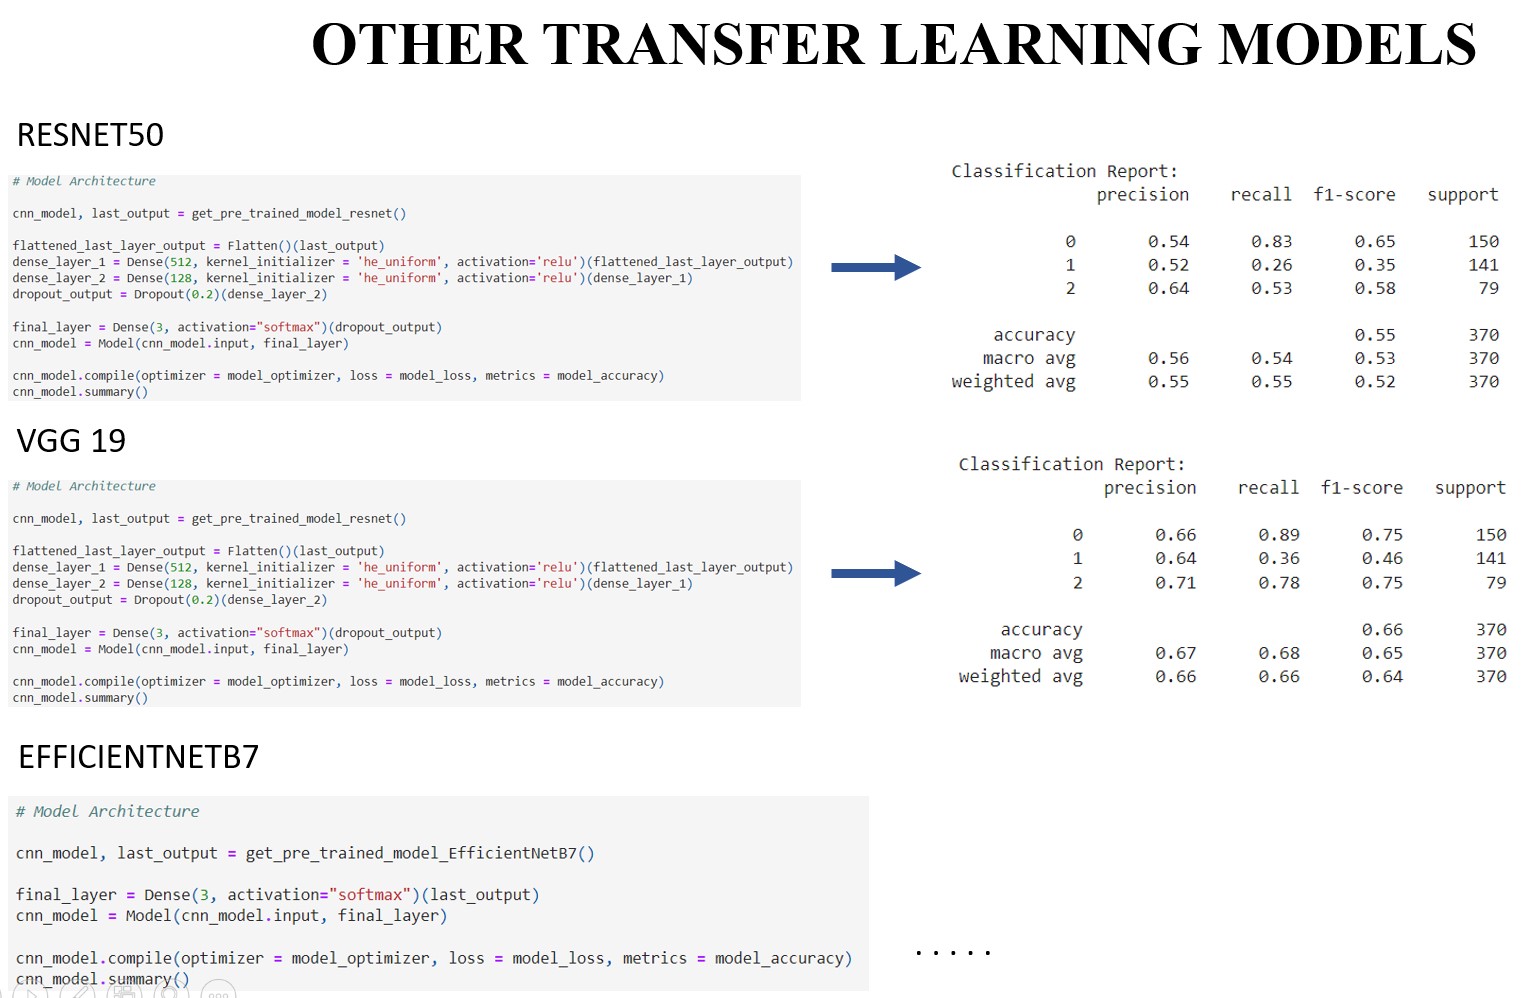 OTHER TRANSFER LEARNING MODELS
RESNET50
# Model Architecture
cnn_model, last_output = get_pre_trained_model_resnet()
flattened_last_layer_output = Flatten()(last_output)
dense_layer_1 = Dense(512, kernel_initializer = 'he_uniform', activation='relu')(flattened_last_layer_output)
dense_layer_2 = Dense(128, kernel_initializer = 'he_uniform', activation='relu')(dense_layer_1)
dropout_output = Dropout(0.2)(dense_layer_2)
final_layer = Dense(3, activation="softmax")(dropout_output)
cnn_model = Model(cnn_model.input, final_layer)
cnn_model.compile(optimizer = model_optimizer, loss = model_loss, metrics = model_accuracy)
cnn_model.summary()
Classification Report:
precision recall f1-score support
0 0.54 0.83 0.65 150
1 0.52 0.26 0.35 141
2 0.64 0.53 0.58 79
accuracy 0.55 370
macro avg 0.56 0.54 0.53 370
weighted avg 0.55 0.55 0.52 370
VGG 19
# Model Architecture
cnn_model, last_output = get_pre_trained_model_resnet()
flattened_last_layer_output = Flatten()(last_output)
dense_layer_1 = Dense(512, kernel_initializer = 'he_uniform', activation='relu')(flattened_last_layer_output)
dense_layer_2 = Dense(128, kernel_initializer = 'he_uniform', activation='relu')(dense_layer_1)
dropout_output = Dropout(0.2)(dense_layer_2)
final_layer = Dense(3, activation="softmax")(dropout_output)
cnn_model = Model(cnn_model.input, final_layer)
cnn_model.compile(optimizer = model_optimizer, loss = model_loss, metrics = model_accuracy)
cnn_model.summary()
Classification Report:
precision recall f1-score support
0 0.66 0.89 0.75 150
1 0.64 0.36 0.46 141
2 0.71 0.78 0.75 79
accuracy 0.66 370
macro avg 0.67 0.68 0.65 370
weighted avg 0.66 0.66 0.64 370
EFFICIENTNETB7
# Model Architecture
cnn_model, last_output = get_pre_trained_model_EfficientNetB7()
final_layer = Dense(3, activation="softmax")(last_output)
cnn_model = Model(cnn_model.input, final_layer)
cnn_model.compile(optimizer = model_optimizer, loss = model_loss, metrics = model_accuracy)
cnn_model.summary()
.....